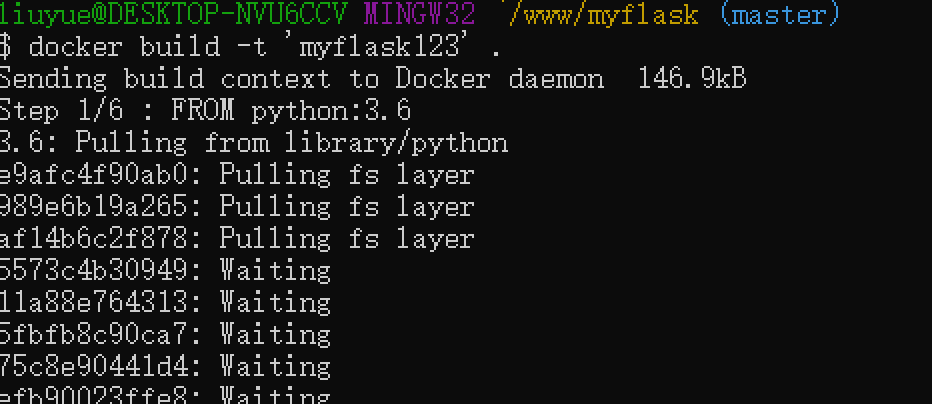 liuyue@DESKTOP-NVU6CCV MINGW32 ~/www/myflask (master)
$ docker build -t 'myflask123' .
Sending build context to Docker daemon  146.9kB
Step 1/6 : FROM python:3.6
3.6: Pulling from library/python
e9afc4f90ab0: Pulling fs layer
989e6b19a265: Pulling fs layer
af14b6c2f878: Pulling fs layer
5573c4b30949: Waiting
11a88e764313: Waiting
5fbfb8c90ca7: Waiting
75c8e90441d4: Waiting
efb90023ffe8: Waiting